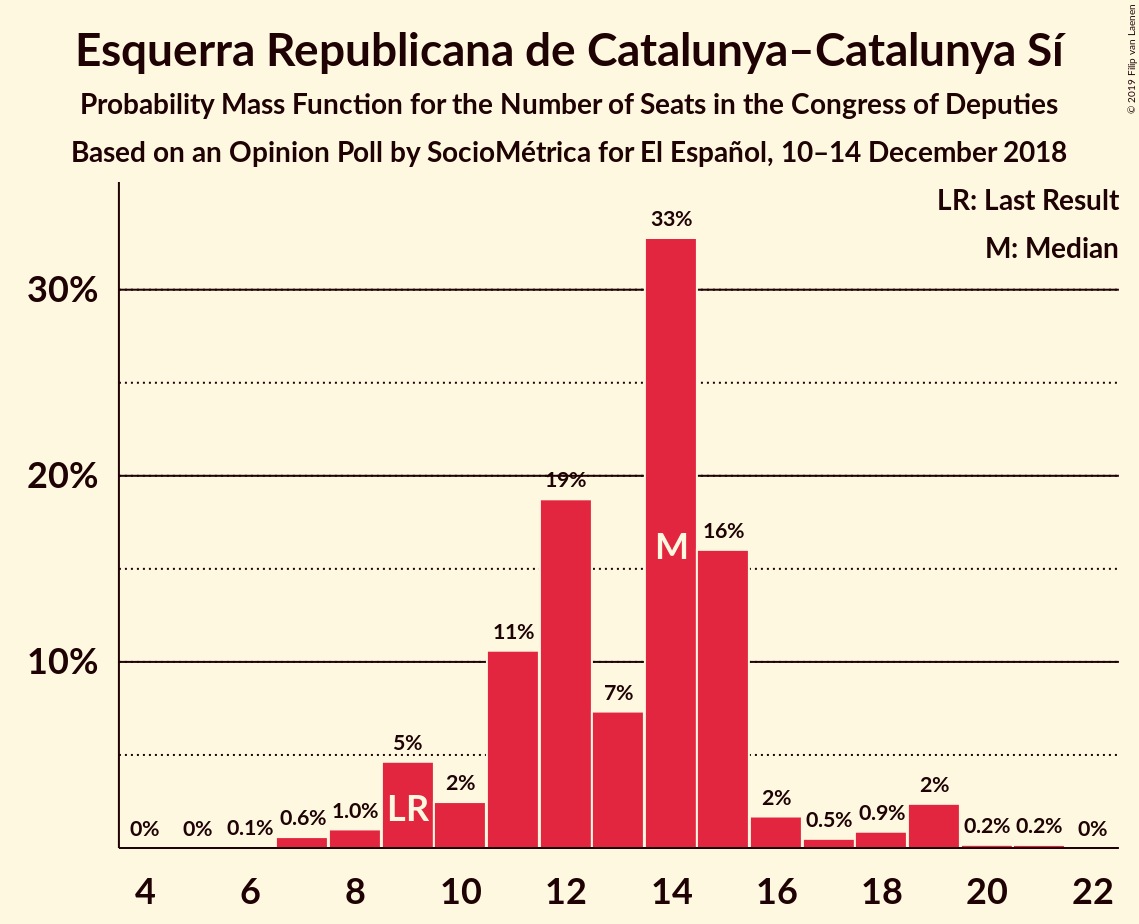 Esquerra Republicana de Catalunya–Catalunya Sí
Probability Mass Function for the Number of Seats in the Congress of Deputies
Based on an Opinion Poll by SocioMétrica for El Español, 10–14 December 2018
© 2019 Filip van Laenen
LR: Last Result
M: Median
30%
20%
10%
0%
0%
0.1%
0.6%
1.0%
5%
2%
11%
19%
7%
33%
16%
2%
0.5%
0.9%
2%
0.2%
0.2%
0%
LR
M
4 6 8 10 12 14 16 18 20 22